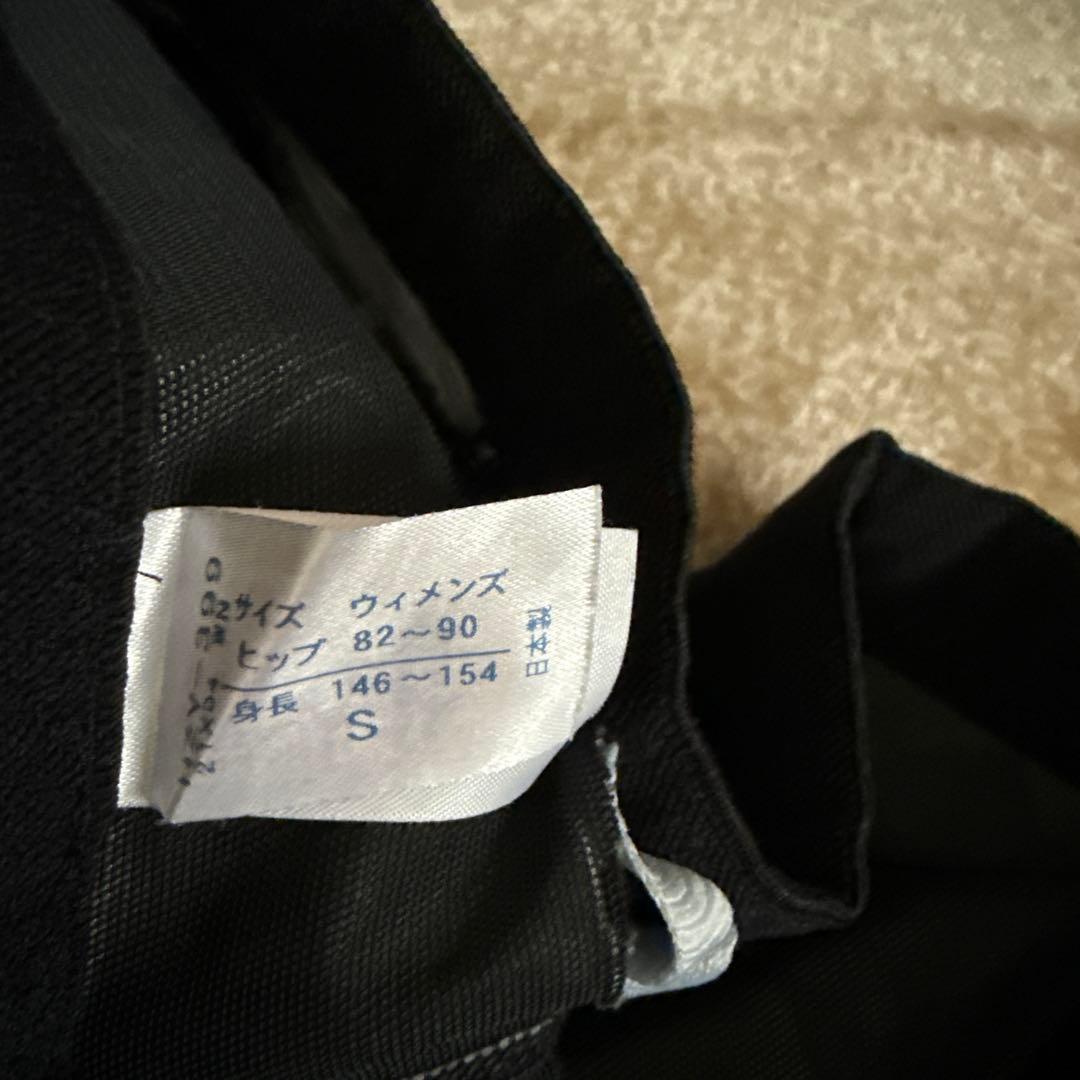 サイズ ウィメンズ
ヒップ 82～90
身長 146～154
S
日本製